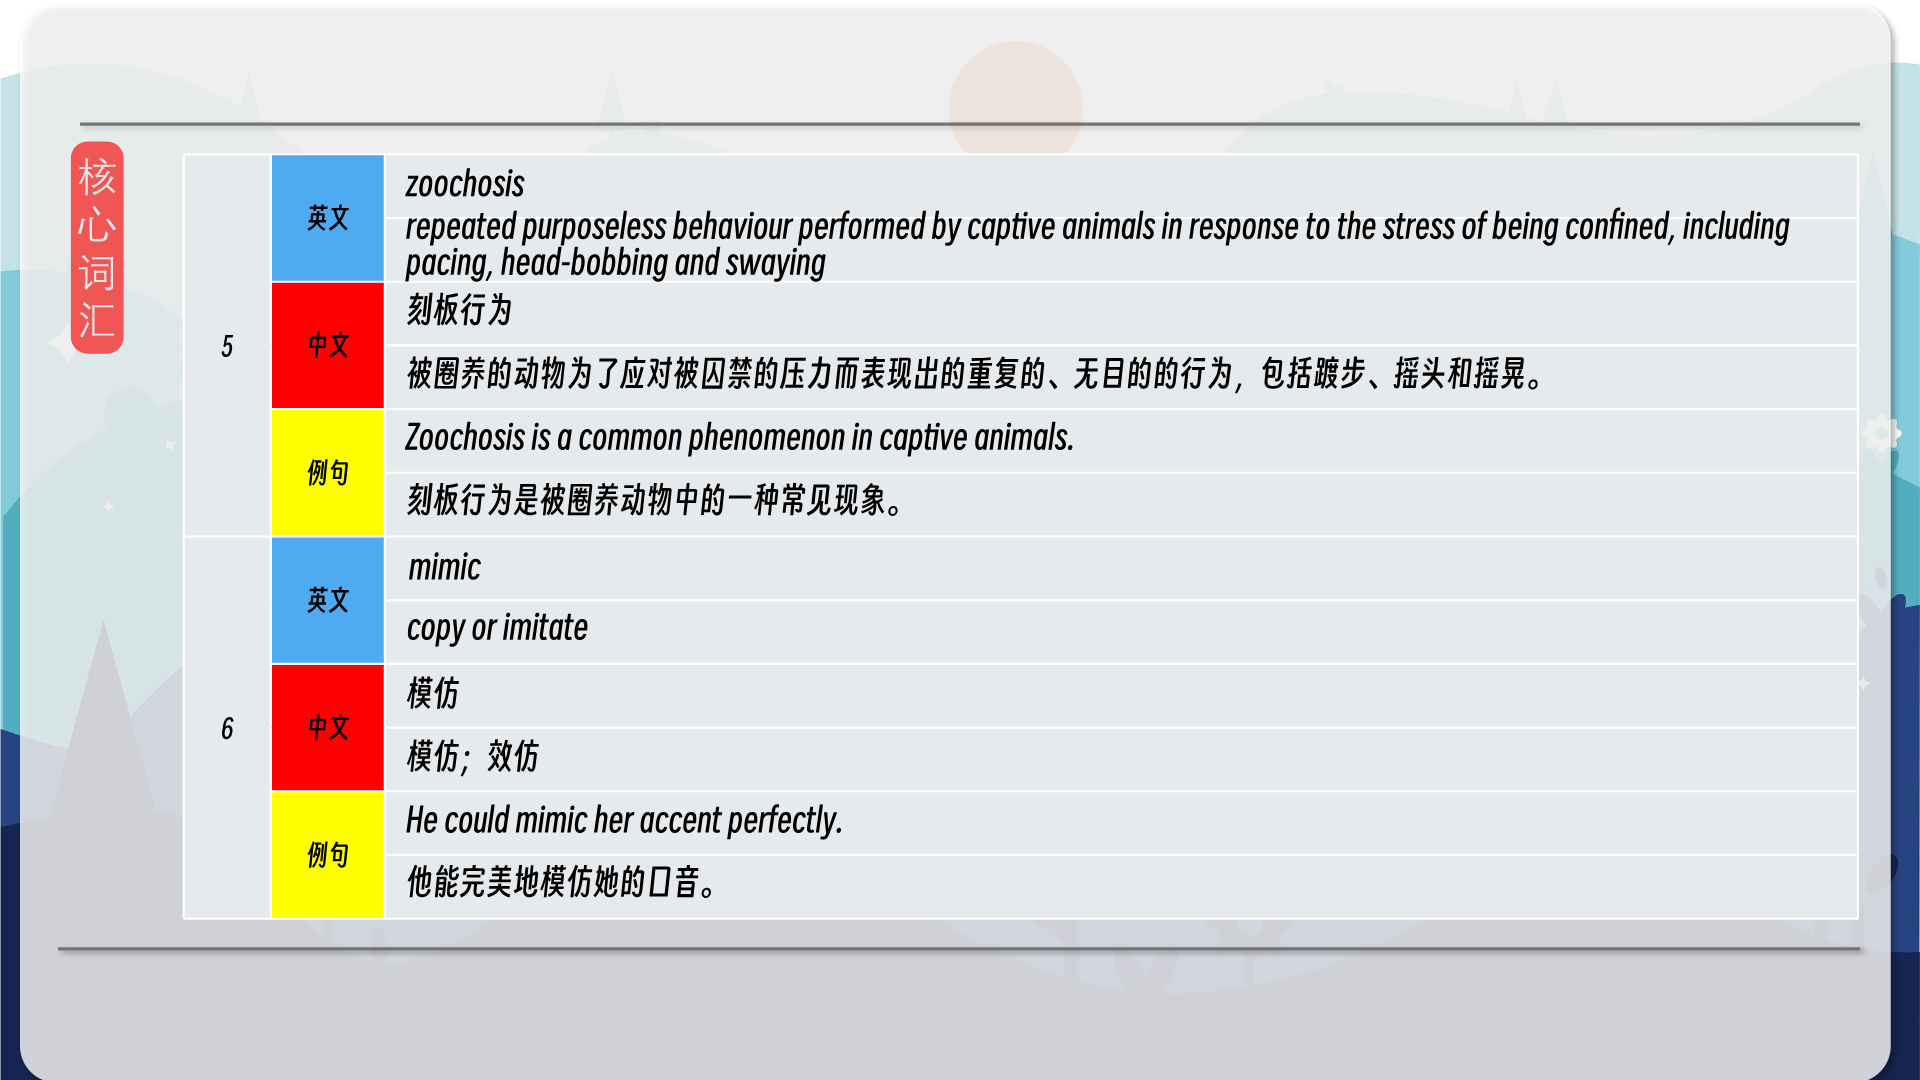 核
心
词
汇
5
英文
zoochosis
repeated purposeless behaviour performed by captive animals in response to the stress of being confined, including
pacing, head-bobbing and swaying
中文
刻板行为
被圈养的动物为了应对被囚禁的压力而表现出的重复的、无目的的行为，包括踱步、摇头和摇晃。
例句
Zoochosis is a common phenomenon in captive animals.
刻板行为是被圈养动物中的一种常见现象。
6
英文
mimic
copy or imitate
中文
模仿
模仿；效仿
例句
He could mimic her accent perfectly.
他能完美地模仿她的口音。